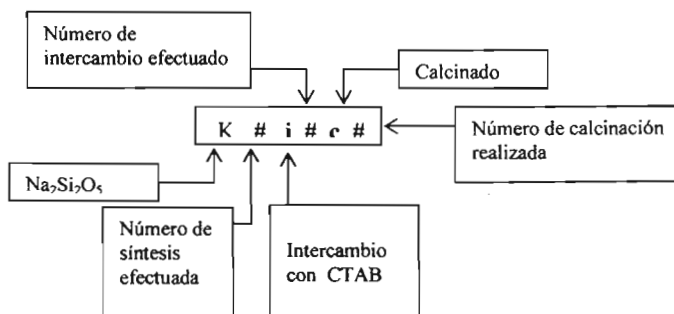 Número de
intercambio efectuado
Calcinado
K # i # c #
Número de calcinación
realizada
Na₂Si₂O₅
Número de
síntesis
efectuada
Intercambio
con CTAB